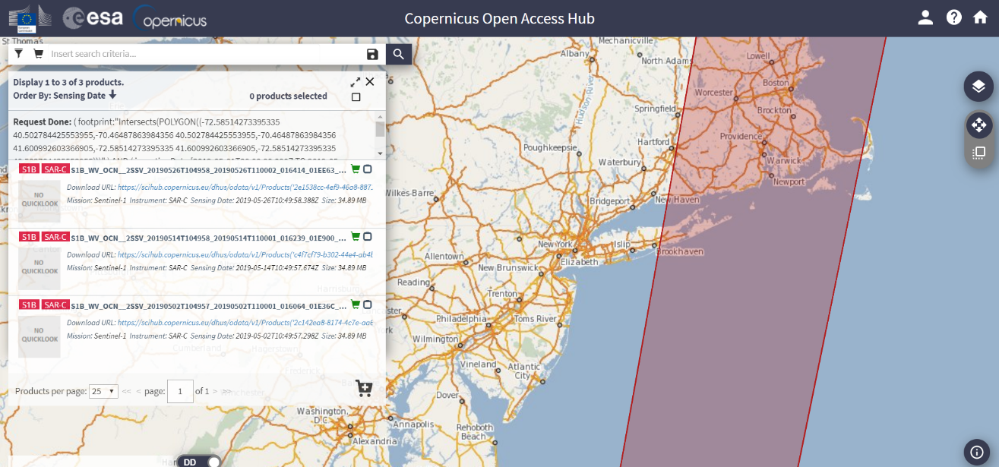 esa
opernicus
Copernicus Open Access Hub
Insert search criteria...
Display 1 to 3 of 3 products.
Order By: Sensing Date
0 products selected
Request Done: ( footprint:"Intersects(POLYGON((-72.58514273395335
40.502784425553955,-70.46487863984356 40.502784425553955,-70.46487863984356
41.600992603366905,-72.58514273395335 41.600992603366905,-72.58514273395335
S1B SAR-C S1B_WV_OCN__2SSV_20190526T104958_20190526T110002_016414_01EE63_...
NO QUICKLOOK
Download URL: https://scihub.copernicus.eu/dhus/odata/v1/Products('2e1538cc-4ef9-46a8-887.
Mission: Sentinel-1 Instrument: SAR-C Sensing Date: 2019-05-26T10:49:58.388Z Size: 34.89 MB
S1B SAR-C S1B_WV_OCN__2SSV_20190514T104958_20190514T110001_016239_01E900_...
NO QUICKLOOK
Download URL: https://scihub.copernicus.eu/dhus/odata/v1/Products('c4f7cf79-b302-44e4-ab4
Mission: Sentinel-1 Instrument: SAR-C Sensing Date: 2019-05-14T10:49:57.674Z Size: 34.89 MB
S1B SAR-C S1B_WV_OCN__2SSV_20190502T104957_20190502T110001_016064_01E36C_...
NO QUICKLOOK
Download URL: https://scihub.copernicus.eu/dhus/odata/v1/Products('2c142ea8-8174-4c7e-aa
Mission: Sentinel-1 Instrument: SAR-C Sensing Date: 2019-05-02T10:49:57.298Z Size: 34.89 MB
Products per page: 25 << < page: 1 of 1 > >>
DD
St Thomas
Mechanicville
Albany
North Adams
Lowell
Boston
Worcester
Brockton
Springfield
Hudson River
Providence
Hartford
Poughkeepsie
Warwick
Waterbury
Newport
Wilkes-Barre
Bridgeport
New Haven
New York
Islip
Brookhaven
Allentown
Elizabeth
New Brunswick
Reading
Harrisburg
Trenton
Philadelphia
Toms River
Wilmington
Cumberland
Hagerstown
Vineland
Atlantic
City
Frederick
Dover
Washington,
D.C.
Annapolis
Rehoboth
Beach
Alexandria